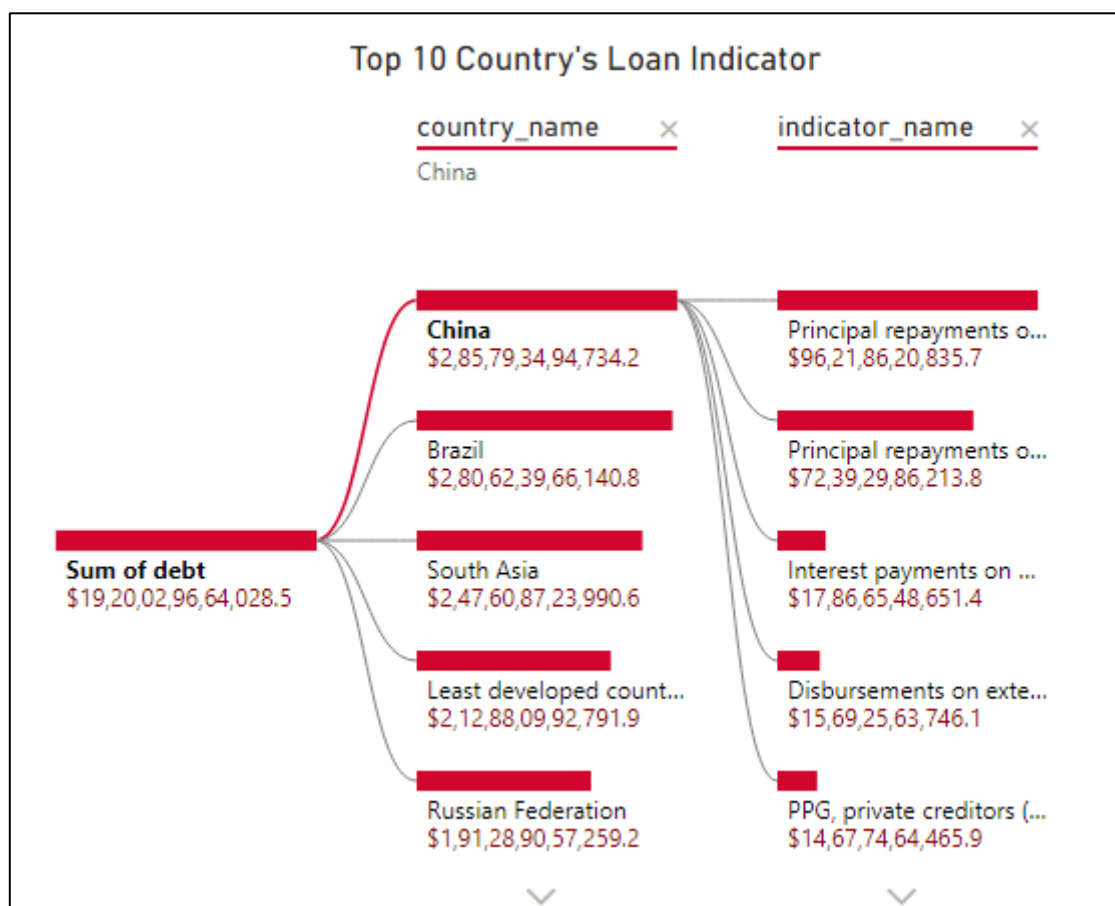 Top 10 Country's Loan Indicator
country_name ×
indicator_name ×
China
Sum of debt
$19,20,02,96,64,028.5
China
$2,85,79,34,94,734.2
Brazil
$2,80,62,39,66,140.8
South Asia
$2,47,60,87,23,990.6
Least developed count...
$2,12,88,09,92,791.9
Russian Federation
$1,91,28,90,57,259.2
Principal repayments o...
$96,21,86,20,835.7
Principal repayments o...
$72,39,29,86,213.8
Interest payments on ...
$17,86,65,48,651.4
Disbursements on exte...
$15,69,25,63,746.1
PPG, private creditors (...
$14,67,74,64,465.9